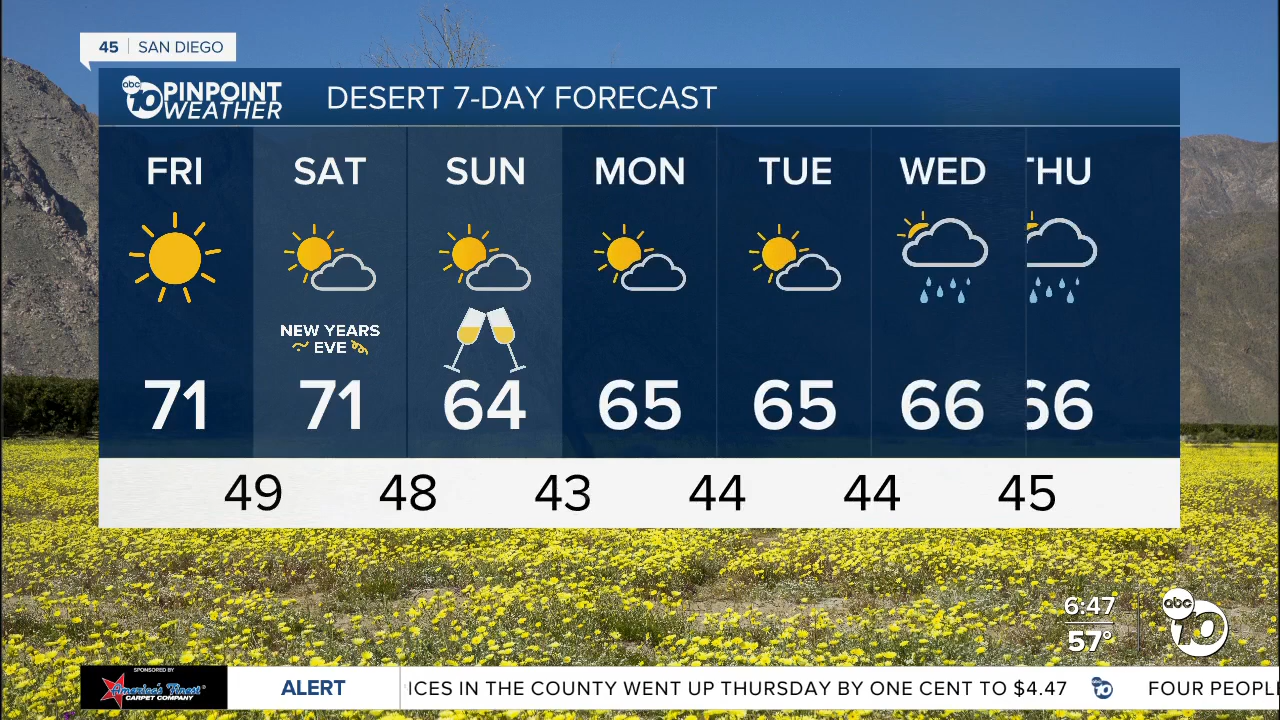 45 SAN DIEGO
abc 10 PINPOINT WEATHER
DESERT 7-DAY FORECAST
FRI SAT SUN MON TUE WED THU
NEW YEARS
EVE
71 71 64 65 65 66 66
49 48 43 44 44 45
6:47
57°
abc 10
SPONSORED BY
America's Finest
CARPET COMPANY
ALERT
ICES IN THE COUNTY WENT UP THURSDAY BY ONE CENT TO $4.47 abc 10 FOUR PEOPL